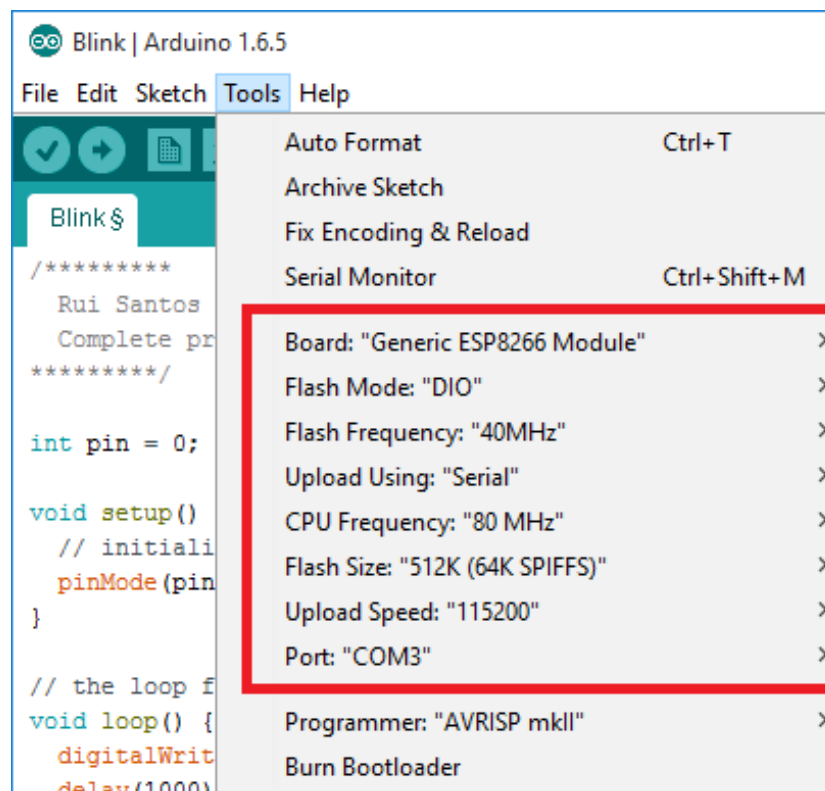 Blink | Arduino 1.6.5
File Edit Sketch Tools Help
Auto Format Ctrl+T
Archive Sketch
Fix Encoding & Reload
Serial Monitor Ctrl+Shift+M
Board: "Generic ESP8266 Module"
Flash Mode: "DIO"
Flash Frequency: "40MHz"
Upload Using: "Serial"
CPU Frequency: "80 MHz"
Flash Size: "512K (64K SPIFFS)"
Upload Speed: "115200"
Port: "COM3"
Programmer: "AVRISP mkII"
Burn Bootloader
Blink §
/*********
Rui Santos
Complete pr
*********/
int pin = 0;
void setup()
// initiali
pinMode(pin
}
// the loop f
void loop() {
digitalWrit
delay(1000)